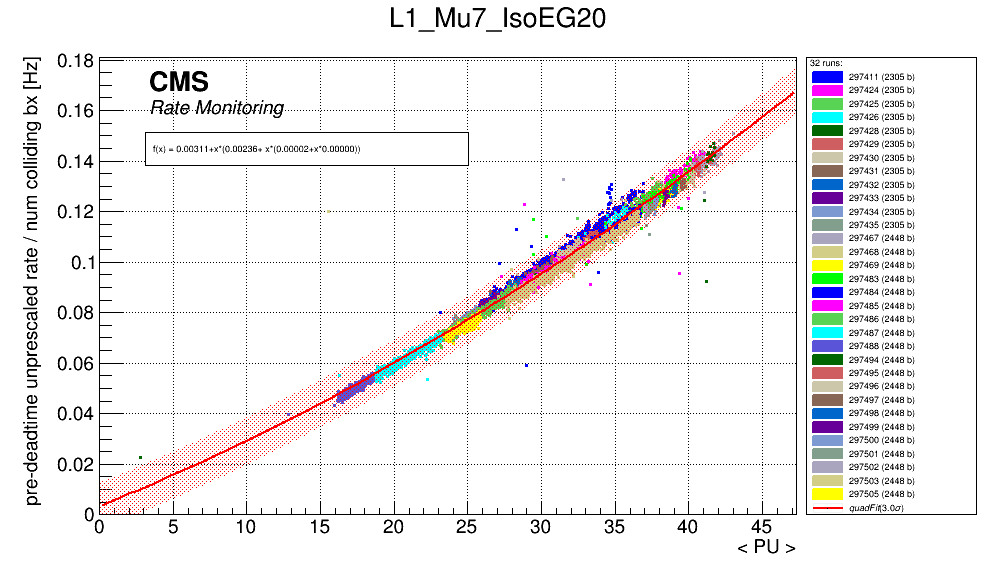 L1_Mu7_IsoEG20
pre-deadtime unprescaled rate / num colliding bx [Hz]
0.18
0.16
0.14
0.12
0.1
0.08
0.06
0.04
0.02
0
CMS
Rate Monitoring
f(x) = 0.00311+x*(0.00236+ x*(0.00002+x*0.00000))
0 5 10 15 20 25 30 35 40 45
< PU >
32 runs:
297411 (2305 b)
297424 (2305 b)
297425 (2305 b)
297426 (2305 b)
297428 (2305 b)
297429 (2305 b)
297430 (2305 b)
297431 (2305 b)
297432 (2305 b)
297433 (2305 b)
297434 (2305 b)
297435 (2305 b)
297467 (2448 b)
297468 (2448 b)
297469 (2448 b)
297483 (2448 b)
297484 (2448 b)
297485 (2448 b)
297486 (2448 b)
297487 (2448 b)
297488 (2448 b)
297494 (2448 b)
297495 (2448 b)
297496 (2448 b)
297497 (2448 b)
297498 (2448 b)
297499 (2448 b)
297500 (2448 b)
297501 (2448 b)
297502 (2448 b)
297503 (2448 b)
297505 (2448 b)
quadFit(3.0σ)